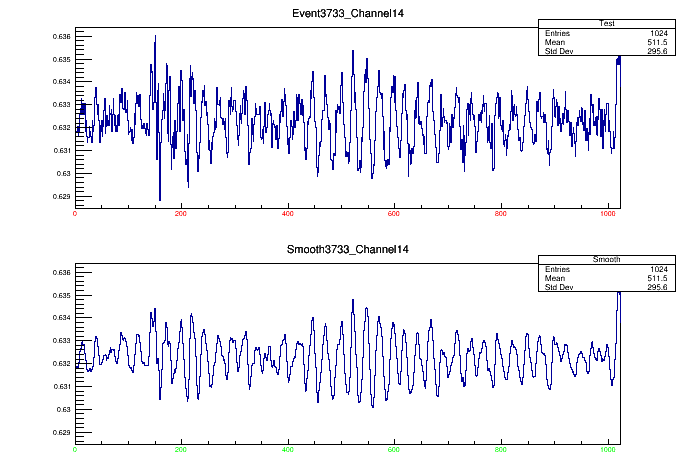 Event3733_Channel14
Test
Entries 1024
Mean 511.5
Std Dev 295.6
0.636
0.635
0.634
0.633
0.632
0.631
0.63
0.629
0 200 400 600 800 1000
Smooth3733_Channel14
Smooth
Entries 1024
Mean 511.5
Std Dev 295.6
0.636
0.635
0.634
0.633
0.632
0.631
0.63
0.629
0 200 400 600 800 1000